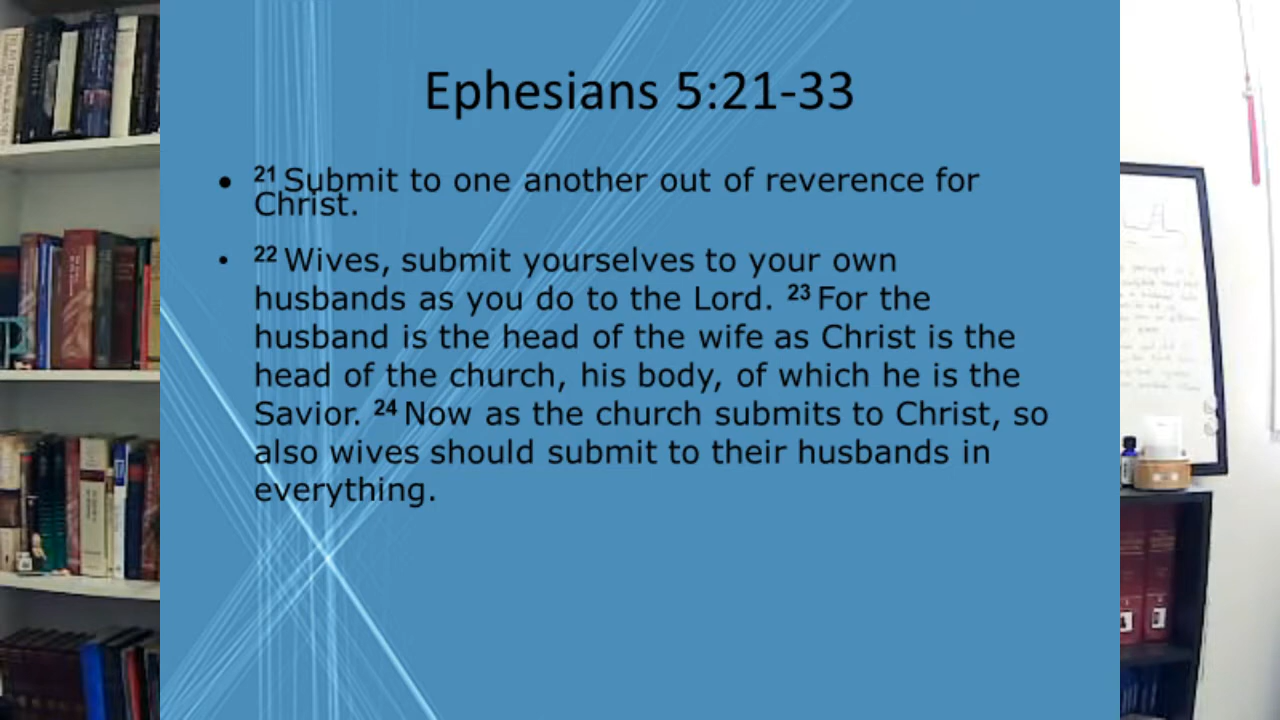 Ephesians 5:21-33
• 21 Submit to one another out of reverence for
Christ.
• 22 Wives, submit yourselves to your own
husbands as you do to the Lord. 23 For the
husband is the head of the wife as Christ is the
head of the church, his body, of which he is the
Savior. 24 Now as the church submits to Christ, so
also wives should submit to their husbands in
everything.